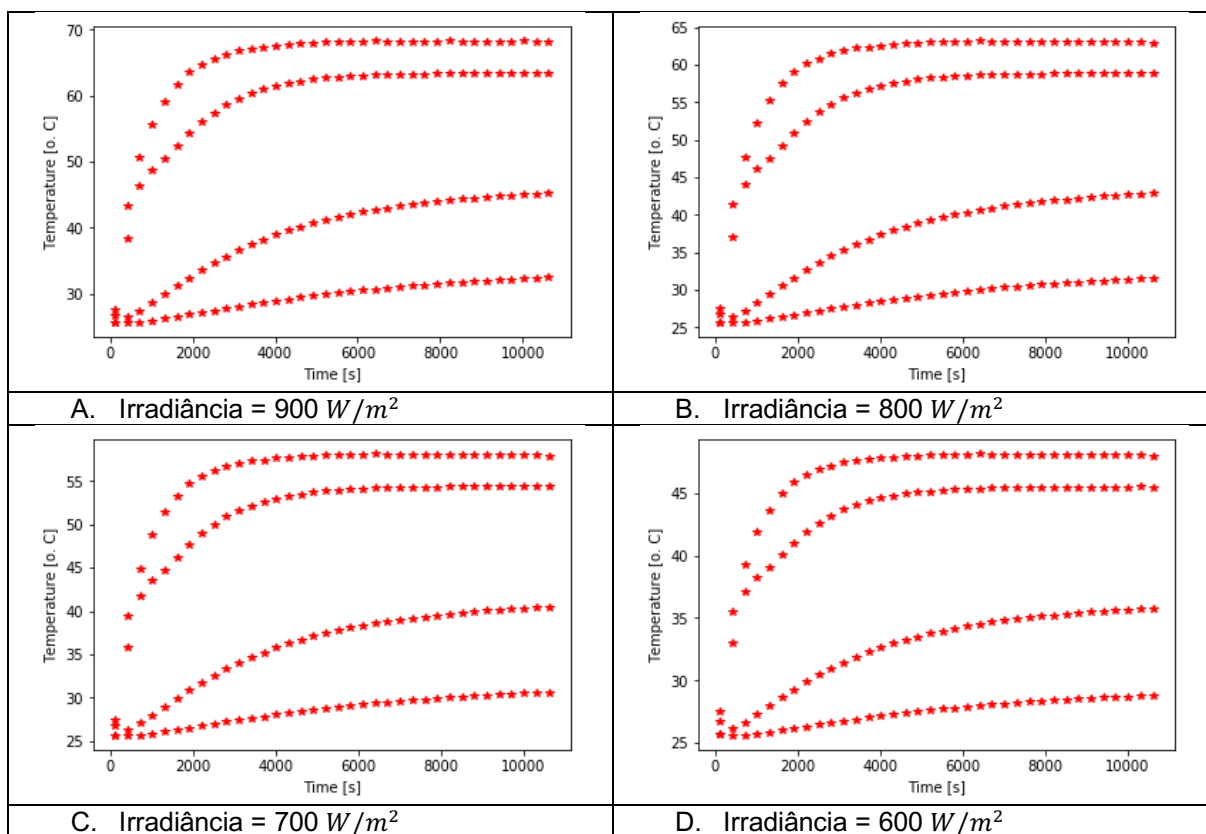 70
60
50
40
30
Temperature [o. C]
0 2000 4000 6000 8000 10000
Time [s]
A. Irradiância = 900 W/m²
65
60
55
50
45
40
35
30
25
Temperature [o. C]
0 2000 4000 6000 8000 10000
Time [s]
B. Irradiância = 800 W/m²
55
50
45
40
35
30
25
Temperature [o. C]
0 2000 4000 6000 8000 10000
Time [s]
C. Irradiância = 700 W/m²
45
40
35
30
25
Temperature [o. C]
0 2000 4000 6000 8000 10000
Time [s]
D. Irradiância = 600 W/m²